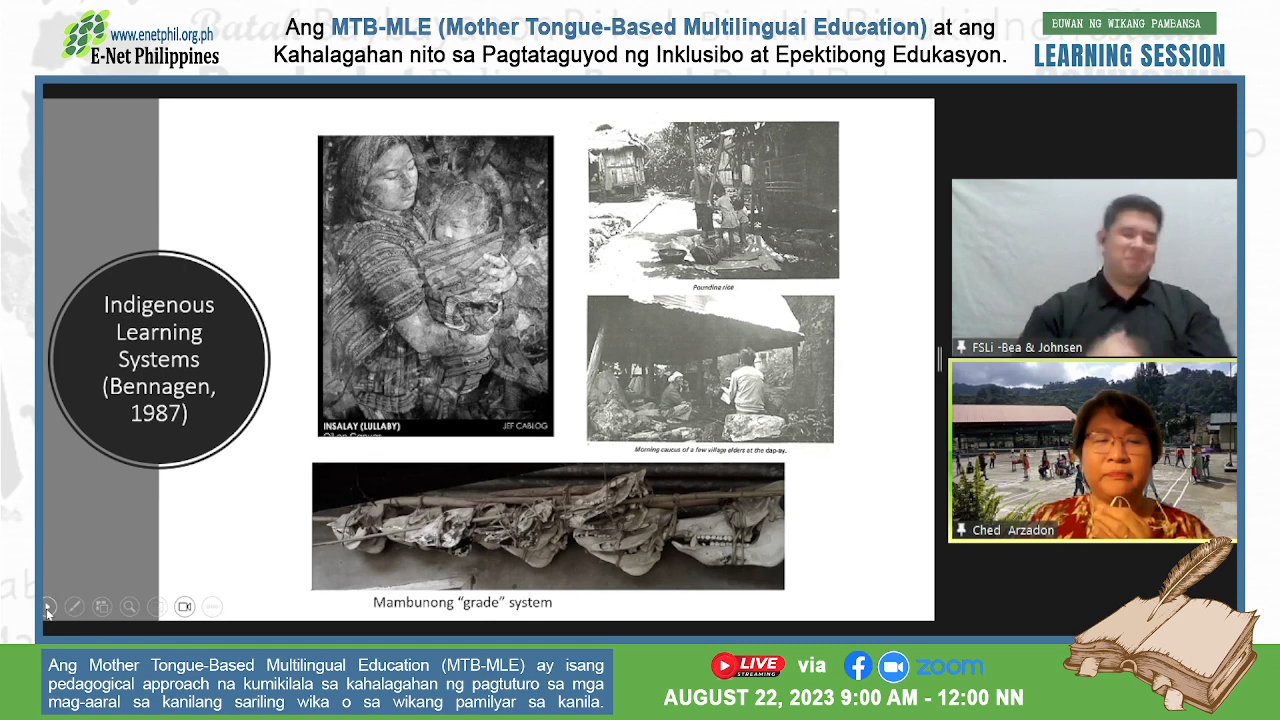 www.enetphil.org.ph
E-Net Philippines
Ang MTB-MLE (Mother Tongue-Based Multilingual Education) at ang
Kahalagahan nito sa Pagtataguyod ng Inklusibo at Epektibong Edukasyon.
BUWAN NG WIKANG PAMBANSA
LEARNING SESSION
Indigenous
Learning
Systems
(Bennagen,
1987)
INSALAY (LULLABY)
JEF CABLOG
Pounding rice
Morning caucus of a few village elders at the dap-ay.
Mambunong “grade” system
FSLi -Bea & Johnsen
Ched Arzadon
Ang Mother Tongue-Based Multilingual Education (MTB-MLE) ay isang
pedagogical approach na kumikilala sa kahalagahan ng pagtuturo sa mga
mag-aaral sa kanilang sariling wika o sa wikang pamilyar sa kanila.
LIVE
STREAMING
via
zoom
AUGUST 22, 2023 9:00 AM - 12:00 NN